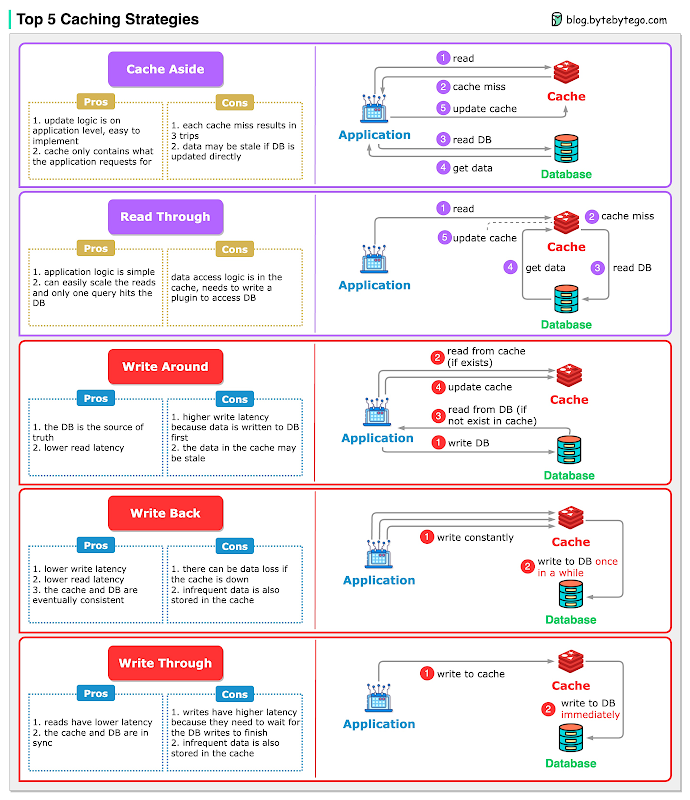 Top 5 Caching Strategies
blog.bytebytego.com
Cache Aside
Pros
1. update logic is on
application level, easy to
implement
2. cache only contains what
the application requests for
Cons
1. each cache miss results in
3 trips
2. data may be stale if DB is
updated directly
1 read
2 cache miss
5 update cache
Cache
Application
3 read DB
4 get data
Database
Read Through
Pros
1. application logic is simple
2. can easily scale the reads
and only one query hits the
DB
Cons
data access logic is in the
cache, needs to write a
plugin to access DB
1 read
2 cache miss
5 update cache
Cache
Application
4 get data
3 read DB
Database
Write Around
Pros
1. the DB is the source of
truth
2. lower read latency
Cons
1. higher write latency
because data is written to DB
first
2. the data in the cache may
be stale
2 read from cache
(if exists)
4 update cache
Cache
3 read from DB (if
not exist in cache)
Application
1 write DB
Database
Write Back
Pros
1. lower write latency
2. lower read latency
3. the cache and DB are
eventually consistent
Cons
1. there can be data loss if
the cache is down
2. infrequent data is also
stored in the cache
1 write constantly
Cache
Application
2 write to DB once
in a while
Database
Write Through
Pros
1. reads have lower latency
2. the cache and DB are in
sync
Cons
1. writes have higher latency
because they need to wait for
the DB writes to finish
2. infrequent data is also
stored in the cache
1 write to cache
Cache
Application
2 write to DB
immediately
Database